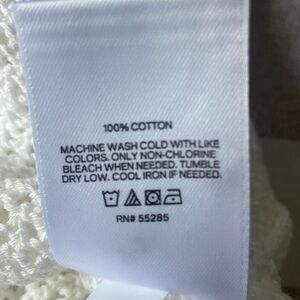 100% COTTON
MACHINE WASH COLD WITH LIKE
COLORS. ONLY NON-CHLORINE
BLEACH WHEN NEEDED. TUMBLE
DRY LOW. COOL IRON IF NEEDED.
RN# 55285